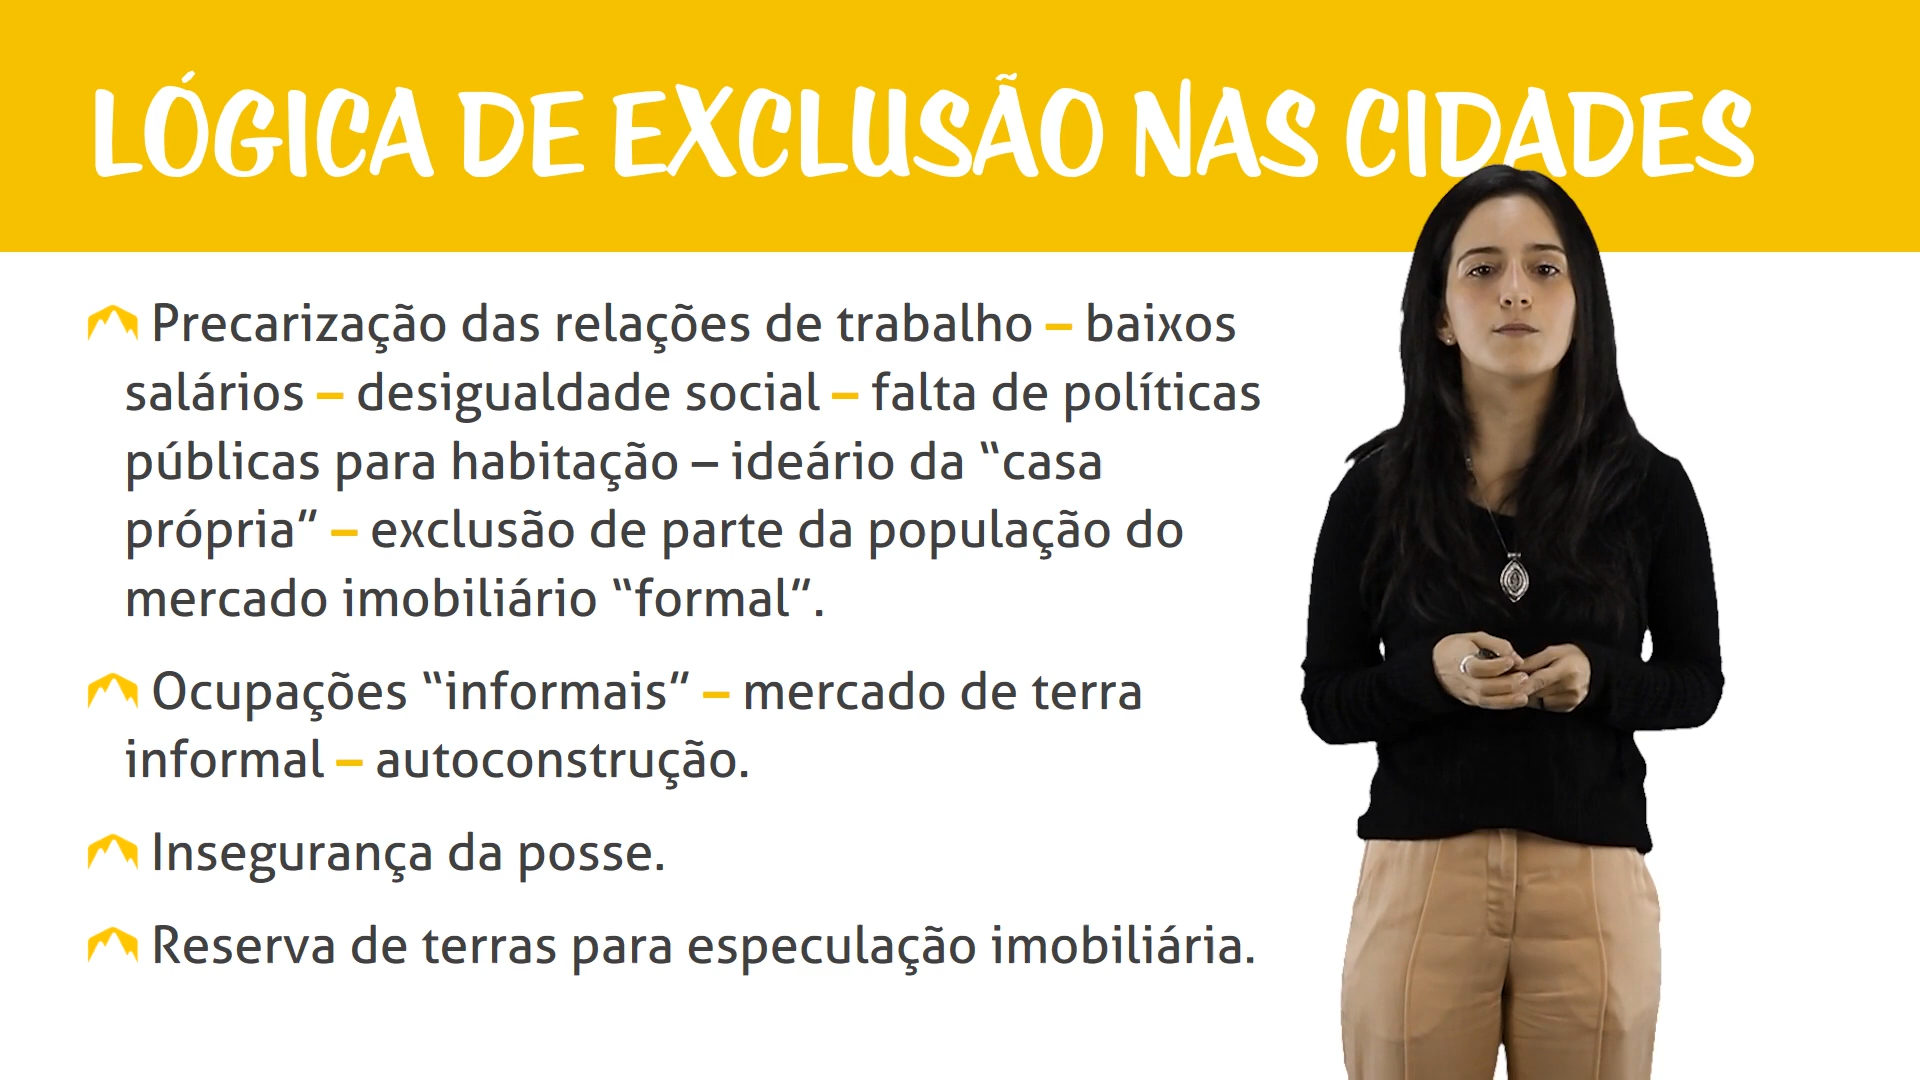 LÓGICA DE EXCLUSÃO NAS CIDADES
Precarização das relações de trabalho – baixos
salários – desigualdade social – falta de políticas
públicas para habitação – ideário da “casa
própria” – exclusão de parte da população do
mercado imobiliário “formal”.
Ocupações “informais” – mercado de terra
informal – autoconstrução.
Insegurança da posse.
Reserva de terras para especulação imobiliária.